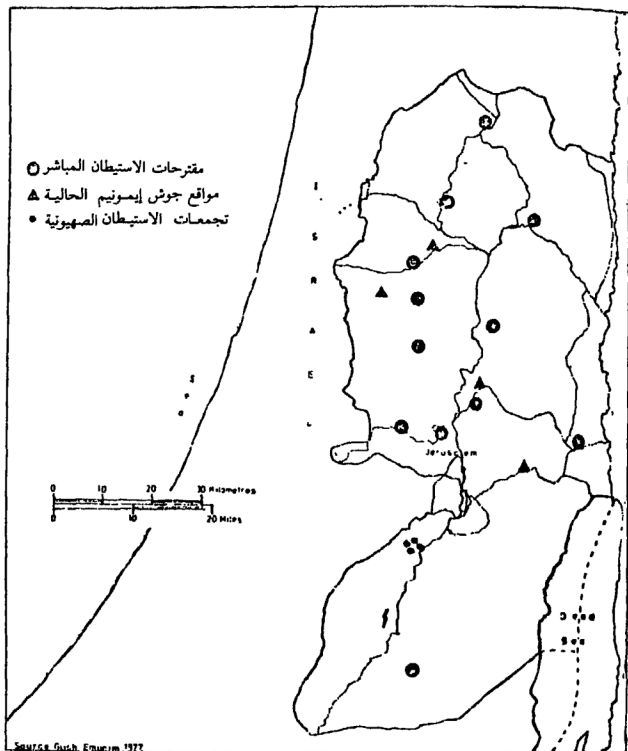 مقترحات الاستيطان المباشر
مواقع جوش إيمونيم الحالية
تجمعات الاستيطان الصهيونية
I
S
R
A
E
L
Sea
Jerusalem
0 10 20 30 Kilometres
0 10 20 Miles
Dead
Sea
Source Gush Emunim 1977